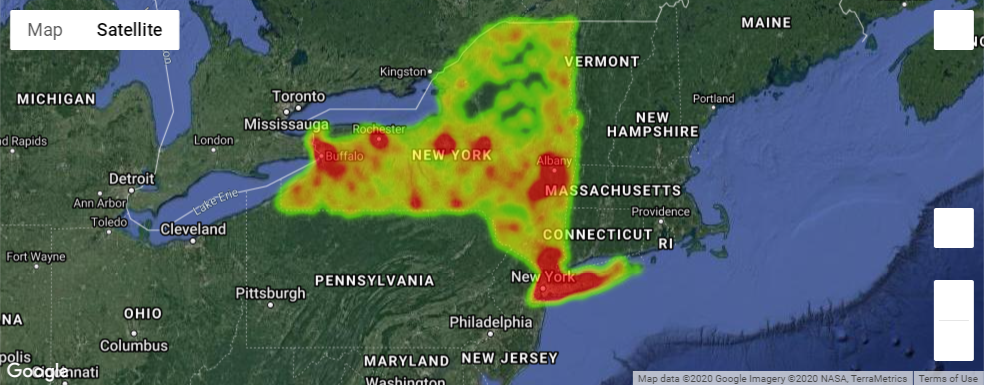 Map Satellite
MAINE
VERMONT
Kingston
MICHIGAN
Toronto
Portland
Mississauga
NEW
HAMPSHIRE
Rochester
London
Buffalo
NEW YORK
Albany
Detroit
MASSACHUSETTS
Ann Arbor
Lake Erie
Toledo
Providence
Cleveland
CONNECTICUT
RI
Fort Wayne
New York
PENNSYLVANIA
Pittsburgh
OHIO
Philadelphia
Columbus
MARYLAND
NEW JERSEY
Google
Washington
Map data ©2020 Google Imagery ©2020 NASA, TerraMetrics
Terms of Use